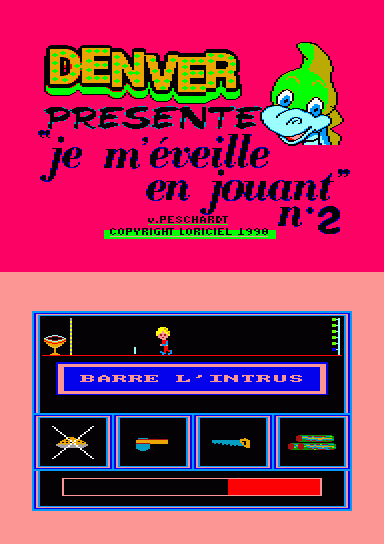 DENVER
PRESENTE
"je m'éveille
en jouant"
n.2
v.PESCHARDT
COPYRIGHT LORICIEL 1990
BARRE L'INTRUS